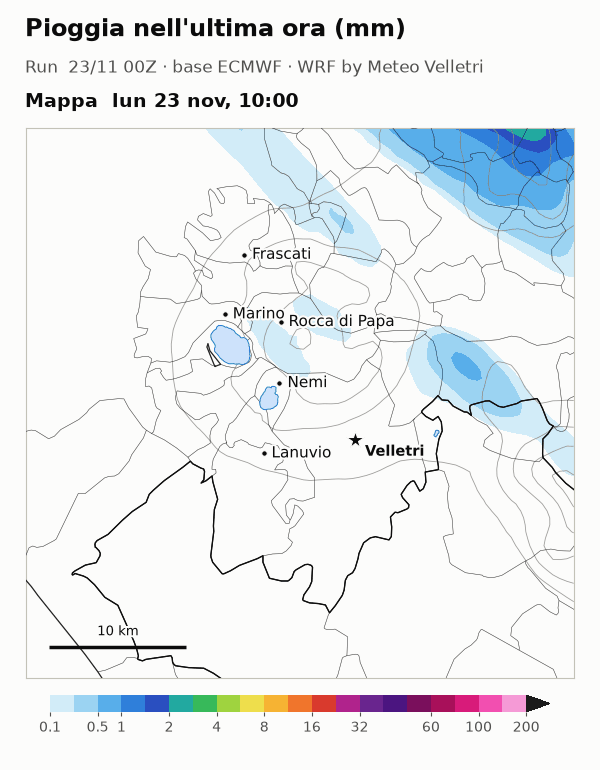 Pioggia nell'ultima ora (mm)
Run 23/11 00Z · base ECMWF · WRF by Meteo Velletri
Mappa lun 23 nov, 10:00
Frascati
Marino
Rocca di Papa
Nemi
Velletri
Lanuvio
10 km
0.1 0.5 1 2 4 8 16 32 60 100 200